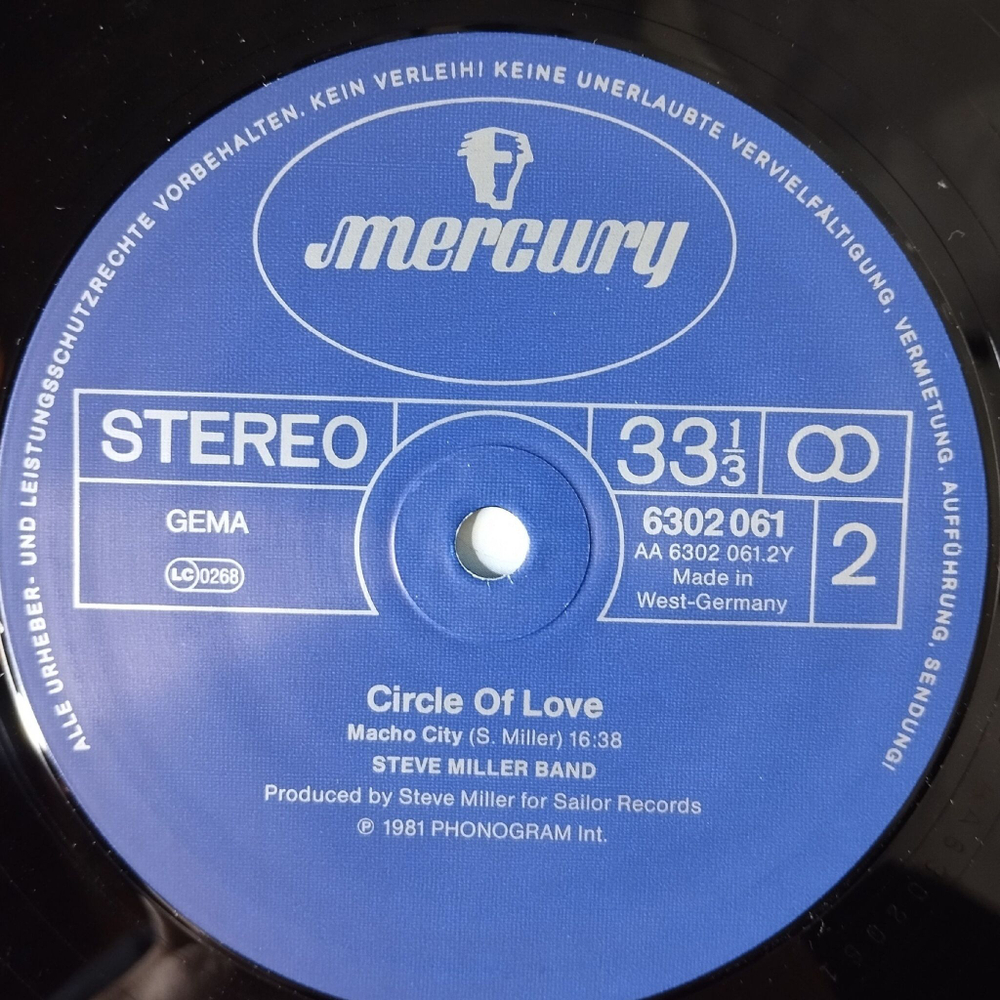 ALLE URHEBER- UND LEISTUNGSSCHUTZRECHTE VORBEHALTEN. KEIN VERLEIH! KEINE UNERLAUBTE VERVIELFÄLTIGUNG, VERMIETUNG, AUFFÜHRUNG, SENDUNG!
mercury
STEREO
33 1/3
GEMA
LC 0268
6302 061
AA 6302 061.2Y
Made in
West-Germany
2
Circle Of Love
Macho City (S. Miller) 16:38
STEVE MILLER BAND
Produced by Steve Miller for Sailor Records
℗ 1981 PHONOGRAM Int.